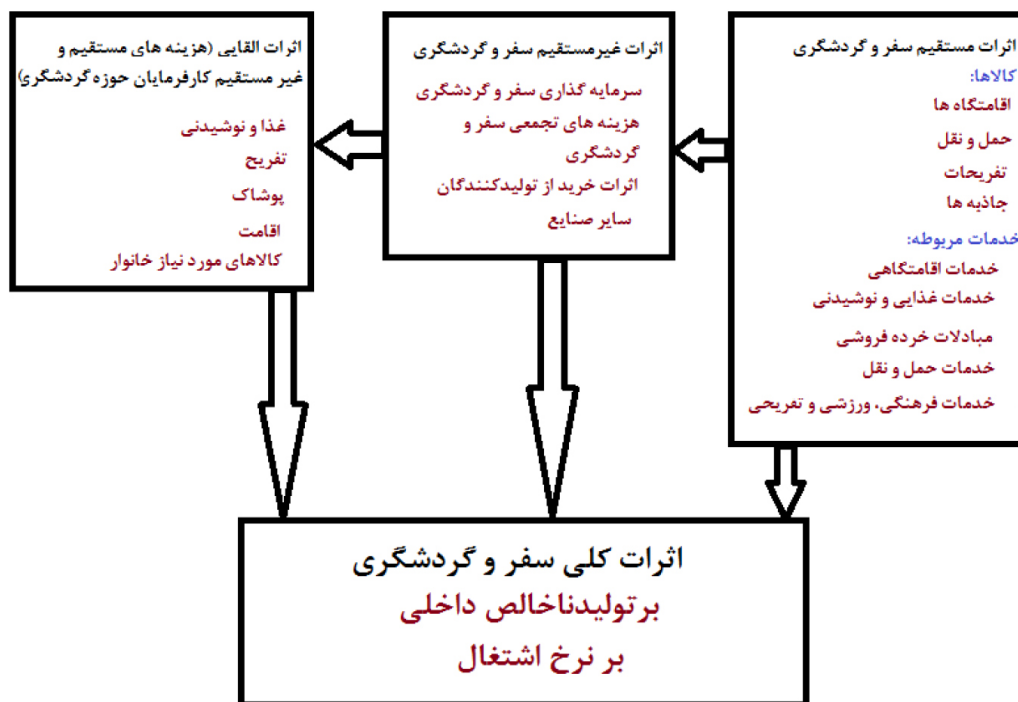 اثرات مستقیم سفر و گردشگری
کالاها:
اقامتگاه ها
حمل و نقل
تفریحات
جاذبه ها
خدمات مربوطه:
خدمات اقامتگاهی
خدمات غذایی و نوشیدنی
مبادلات خرده فروشی
خدمات حمل و نقل
خدمات فرهنگی، ورزشی و تفریحی
اثرات غیرمستقیم سفر و گردشگری
سرمایه گذاری سفر و گردشگری
هزینه های تجمعی سفر و
گردشگری
اثرات خرید از تولیدکنندگان
سایر صنایع
اثرات القایی (هزینه های مستقیم و
غیر مستقیم کارفرمایان حوزه گردشگری)
غذا و نوشیدنی
تفریح
پوشاک
اقامت
کالاهای مورد نیاز خانوار
اثرات کلی سفر و گردشگری
برتولیدناخالص داخلی
بر نرخ اشتغال